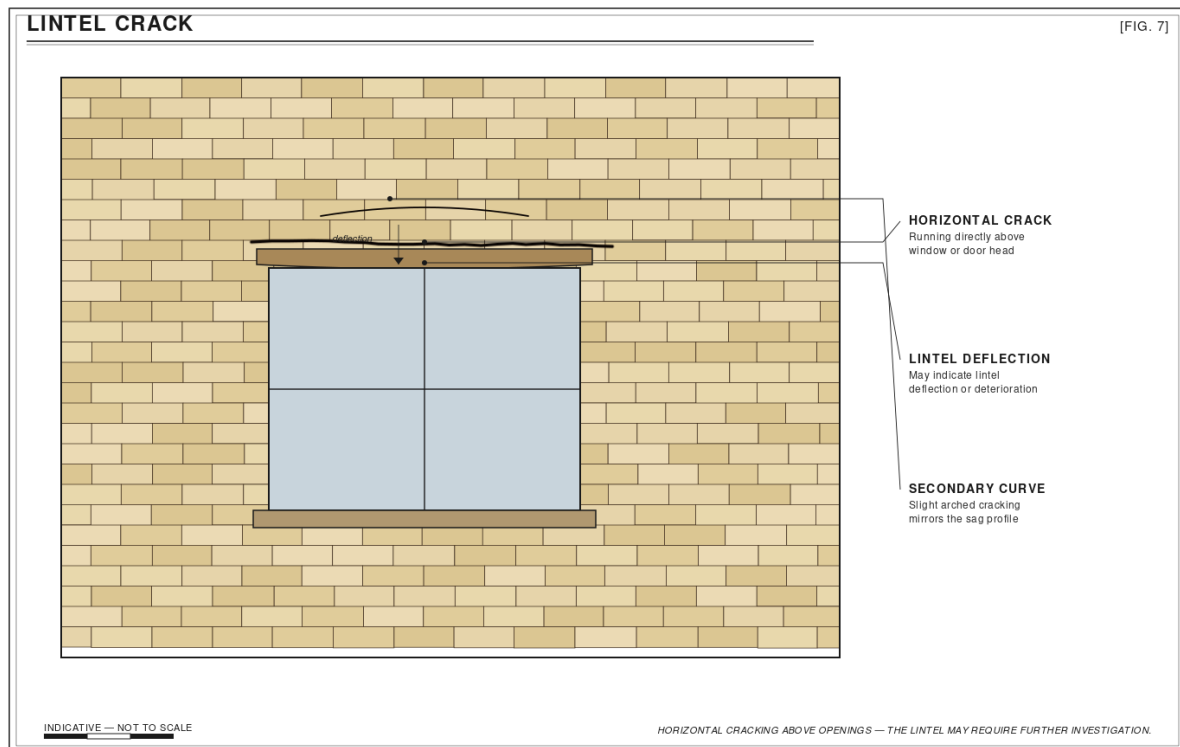 LINTEL CRACK
[FIG. 7]
deflection
HORIZONTAL CRACK
Running directly above
window or door head
LINTEL DEFLECTION
May indicate lintel
deflection or deterioration
SECONDARY CURVE
Slight arched cracking
mirrors the sag profile
INDICATIVE — NOT TO SCALE
HORIZONTAL CRACKING ABOVE OPENINGS — THE LINTEL MAY REQUIRE FURTHER INVESTIGATION.